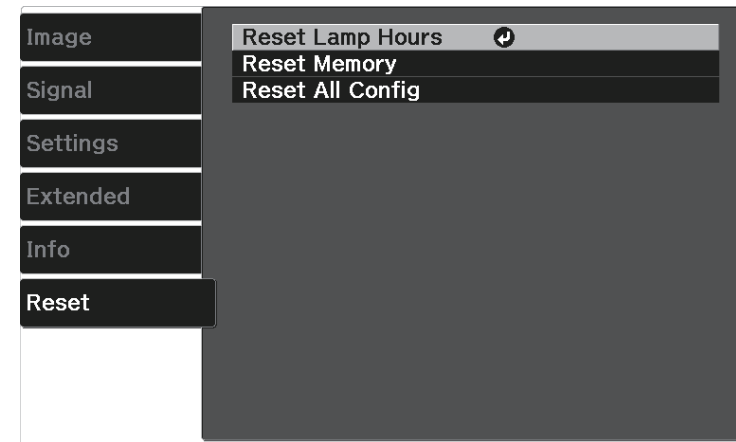 Image
Signal
Settings
Extended
Info
Reset
Reset Lamp Hours
Reset Memory
Reset All Config